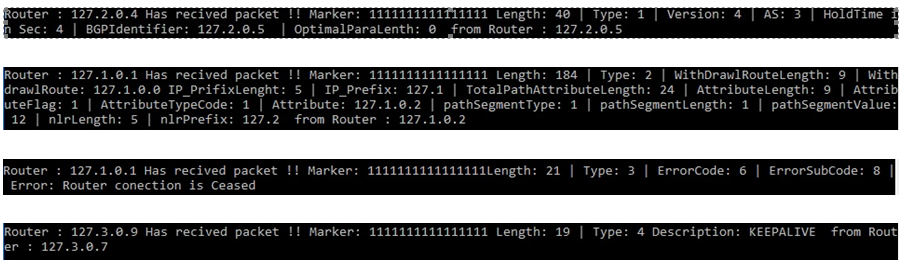 Router : 127.2.0.4 Has recived packet !! Marker: 1111111111111111 Length: 40 | Type: 1 | Version: 4 | AS: 3 | HoldTime i
n Sec: 4 | BGPIdentifier: 127.2.0.5  | OptimalParaLenth: 0  from Router : 127.2.0.5
Router : 127.1.0.1 Has recived packet !! Marker: 1111111111111111 Length: 184 | Type: 2 | WithDrawlRouteLength: 9 | With
drawlRoute: 127.1.0.0 IP_PrifixLenght: 5 | IP_Prefix: 127.1 | TotalPathAttributeLength: 24 | AttributeLength: 9 | Attrib
uteFlag: 1 | AttributeTypeCode: 1 | Attribute: 127.1.0.2 | pathSegmentType: 1 | pathSegmentLength: 1 | pathSegmentValue:
 12 | nlrLength: 5 | nlrPrefix: 127.2  from Router : 127.1.0.2
Router : 127.1.0.1 Has recived packet !! Marker: 1111111111111111Length: 21 | Type: 3 | ErrorCode: 6 | ErrorSubCode: 8 |
 Error: Router conection is Ceased
Router : 127.3.0.9 Has recived packet !! Marker: 1111111111111111 Length: 19 | Type: 4 Description: KEEPALIVE  from Rout
er : 127.3.0.7